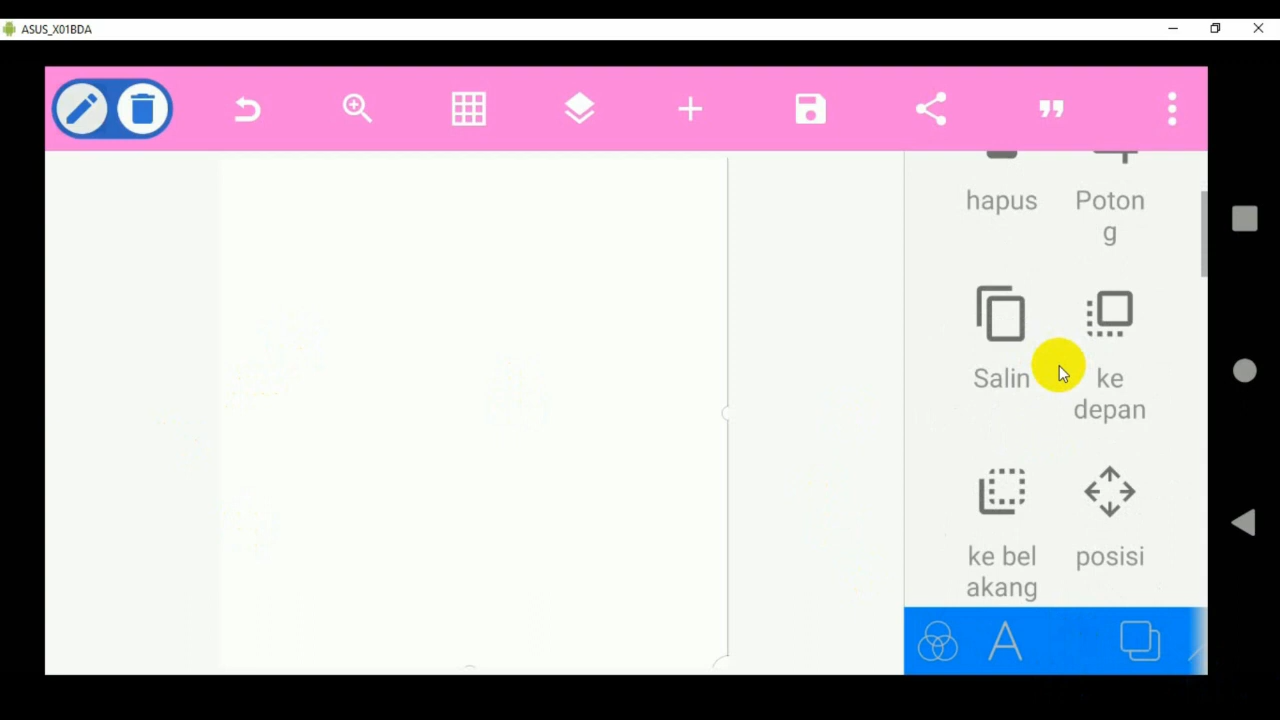 ASUS_X01BDA
hapus
Poton
g
Salin
ke
depan
ke bel
akang
posisi